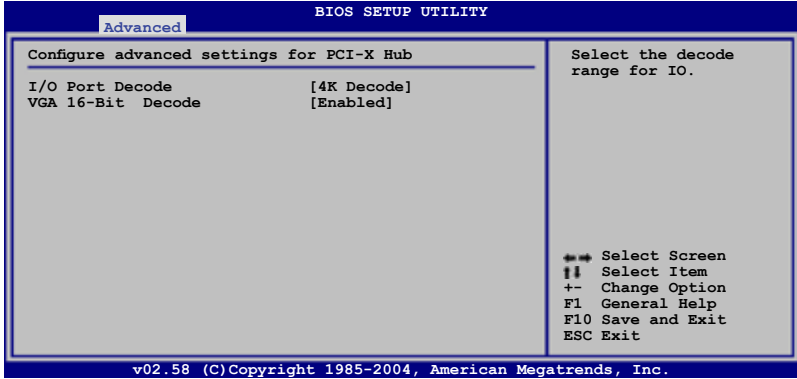 BIOS SETUP UTILITY
Advanced
Configure advanced settings for PCI-X Hub
I/O Port Decode [4K Decode]
VGA 16-Bit Decode [Enabled]
Select the decode
range for IO.
←→ Select Screen
↑↓ Select Item
+- Change Option
F1 General Help
F10 Save and Exit
ESC Exit
v02.58 (C)Copyright 1985-2004, American Megatrends, Inc.